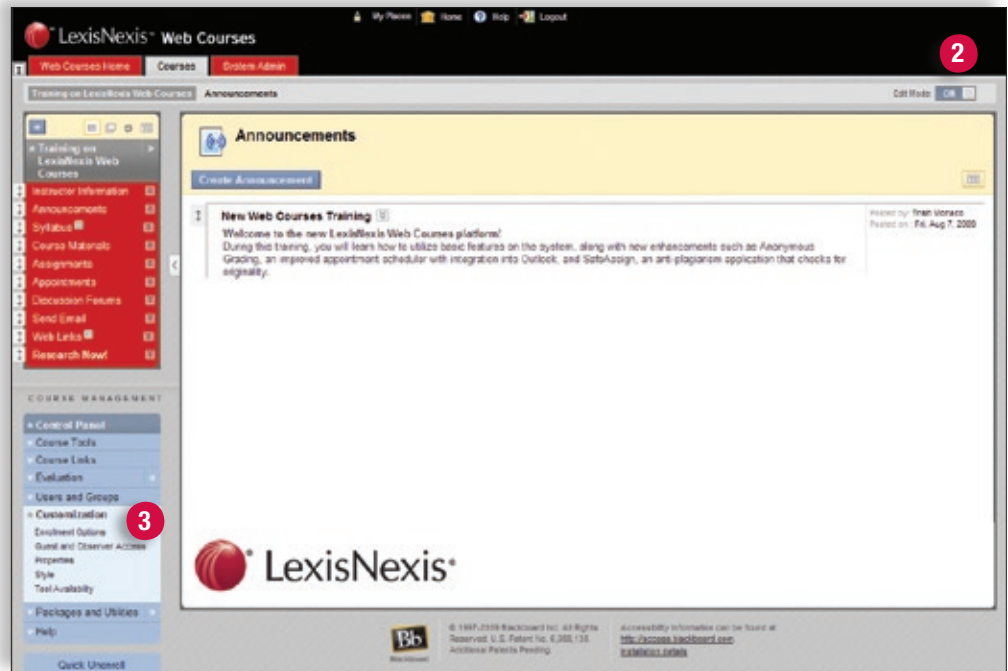 My Places Home Help Logout
LexisNexis Web Courses
2
Web Courses Home Courses System Admin
Training on LexisNexis Web Courses Announcements Edit Mode:
Announcements
Training on
LexisNexis Web
Courses
Create Announcement
Instructor Information
Announcements
Syllabus
Course Materials
Assignments
Appointments
Discussion Forums
Send Email
Web Links
Research Now!
New Web Courses Training
Welcome to the new LexisNexis Web Courses platform!
During this training, you will learn how to utilize basic features on the system, along with new enhancements such as Anonymous
Grading, an improved appointment scheduler with integration into Outlook, and SafeAssign, an anti-plagiarism application that checks for
originality.
Posted by:
Posted on: Fri, Aug 7, 2009
COURSE MANAGEMENT
Control Panel
Course Tools
Course Links
Evaluation
Users and Groups
Customization
3
Enrollment Options
Guest and Observer Access
Properties
Style
Tool Availability
Packages and Utilities
Help
Quick Unenroll
LexisNexis
Bb
Blackboard
© 1997-2009 Blackboard Inc. All Rights
Reserved. U.S. Patent No. 6,988,138.
Additional Patents Pending.
Accessibility information can be found at
http://access.blackboard.com
Installation details